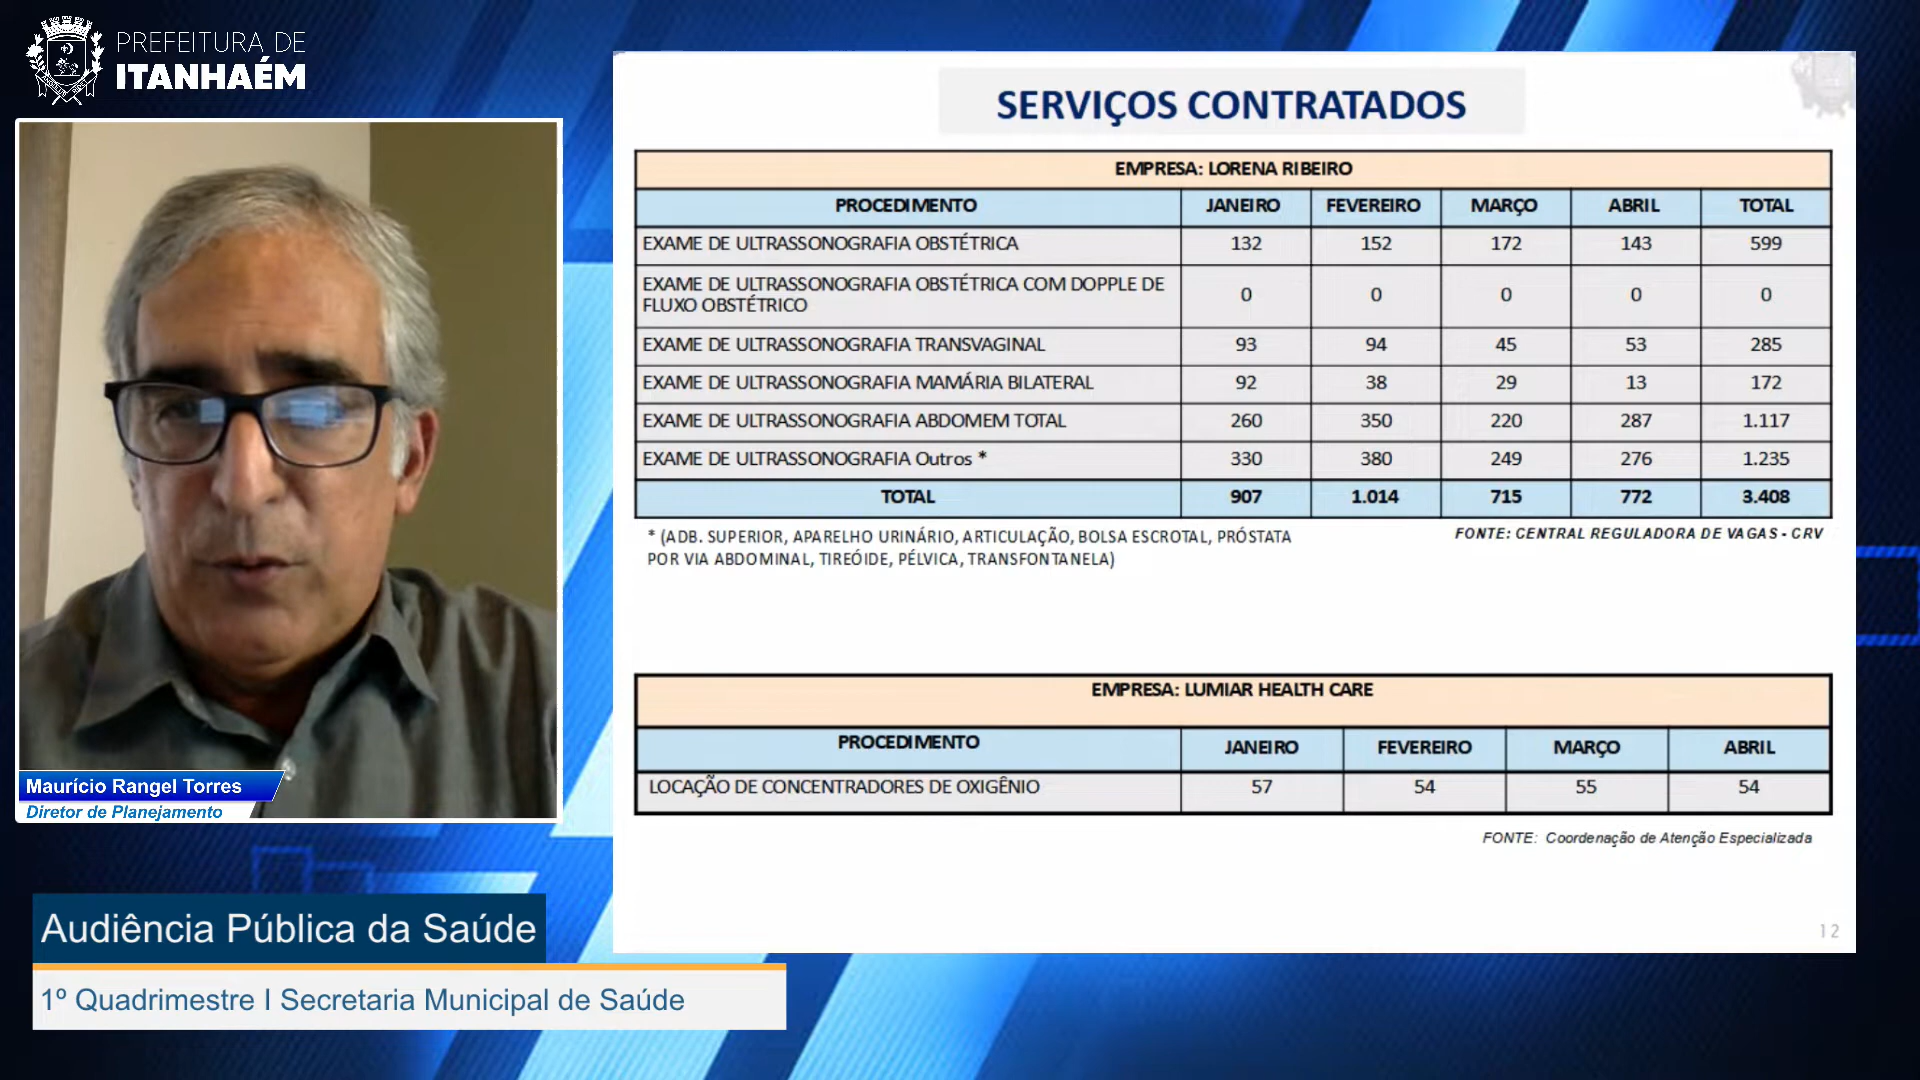 PREFEITURA DE
ITANHAÉM
SERVIÇOS CONTRATADOS
EMPRESA: LORENA RIBEIRO
PROCEDIMENTO JANEIRO FEVEREIRO MARÇO ABRIL TOTAL
EXAME DE ULTRASSONOGRAFIA OBSTÉTRICA 132 152 172 143 599
EXAME DE ULTRASSONOGRAFIA OBSTÉTRICA COM DOPPLE DE
FLUXO OBSTÉTRICO 0 0 0 0 0
EXAME DE ULTRASSONOGRAFIA TRANSVAGINAL 93 94 45 53 285
EXAME DE ULTRASSONOGRAFIA MAMÁRIA BILATERAL 92 38 29 13 172
EXAME DE ULTRASSONOGRAFIA ABDOMEM TOTAL 260 350 220 287 1.117
EXAME DE ULTRASSONOGRAFIA Outros * 330 380 249 276 1.235
TOTAL 907 1.014 715 772 3.408
* (ADB. SUPERIOR, APARELHO URINÁRIO, ARTICULAÇÃO, BOLSA ESCROTAL, PRÓSTATA
POR VIA ABDOMINAL, TIREÓIDE, PÉLVICA, TRANSFONTANELA)
FONTE: CENTRAL REGULADORA DE VAGAS - CRV
EMPRESA: LUMIAR HEALTH CARE
PROCEDIMENTO JANEIRO FEVEREIRO MARÇO ABRIL
LOCAÇÃO DE CONCENTRADORES DE OXIGÊNIO 57 54 55 54
FONTE: Coordenação de Atenção Especializada
12
Maurício Rangel Torres
Diretor de Planejamento
Audiência Pública da Saúde
1º Quadrimestre I Secretaria Municipal de Saúde